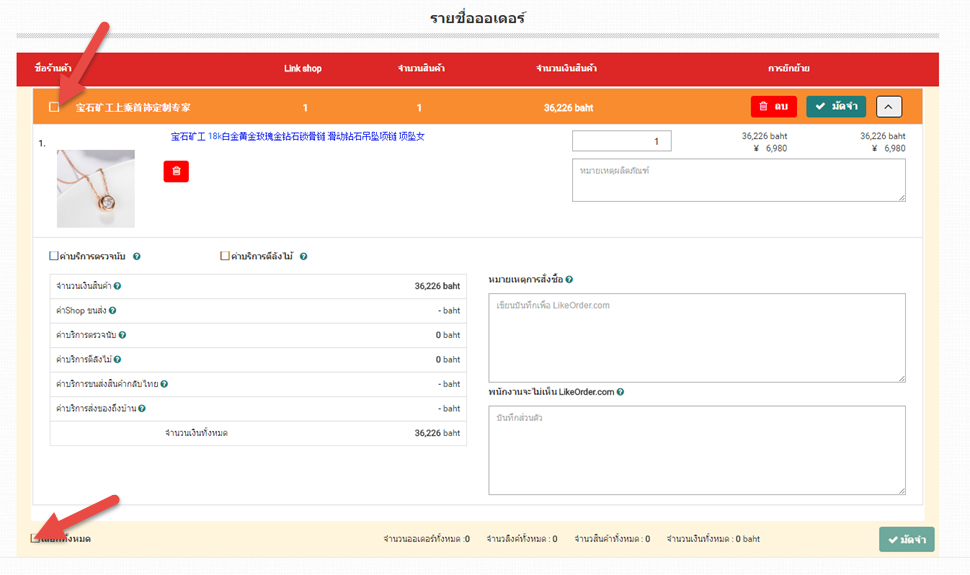 รายชื่อออเดอร์
ชื่อร้านค้า Link shop จำนวนสินค้า จำนวนเงินสินค้า การยักย้าย
宝石矿工上乘首饰定制专家 1 1 36,226 baht ลบ มัดจำ
1. 宝石矿工 18k白金黄金玫瑰金钻石锁骨链 滑动钻石吊坠项链 项坠女 1 36,226 baht 36,226 baht
¥ 6,980 ¥ 6,980
หมายเหตุผลิตภัณฑ์
ค่าบริการตรวจนับ ค่าบริการตีลังไม้
จำนวนเงินสินค้า 36,226 baht
ค่าShop ขนส่ง - baht
ค่าบริการตรวจนับ 0 baht
ค่าบริการตีลังไม้ 0 baht
ค่าบริการขนส่งสินค้ากลับไทย - baht
ค่าบริการส่งของถึงบ้าน - baht
จำนวนเงินทั้งหมด 36,226 baht
หมายเหตุการสั่งซื้อ
เขียนบันทึกเพื่อ LikeOrder.com
พนักงานจะไม่เห็น LikeOrder.com
บันทึกส่วนตัว
เลือกทั้งหมด จำนวนออเดอร์ทั้งหมด :0 จำนวลิงค์ทั้งหมด : 0 จำนวสินค้าทั้งหมด : 0 จำนวนเงินทั้งหมด : 0 baht มัดจำ